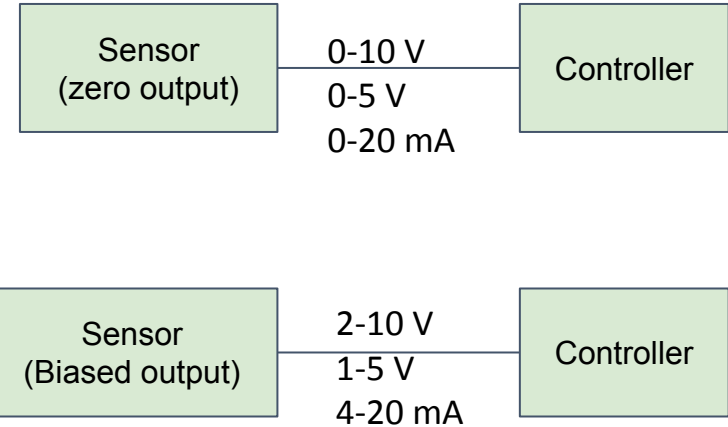 Sensor
(zero output)
0-10 V
0-5 V
0-20 mA
Controller
Sensor
(Biased output)
2-10 V
1-5 V
4-20 mA
Controller